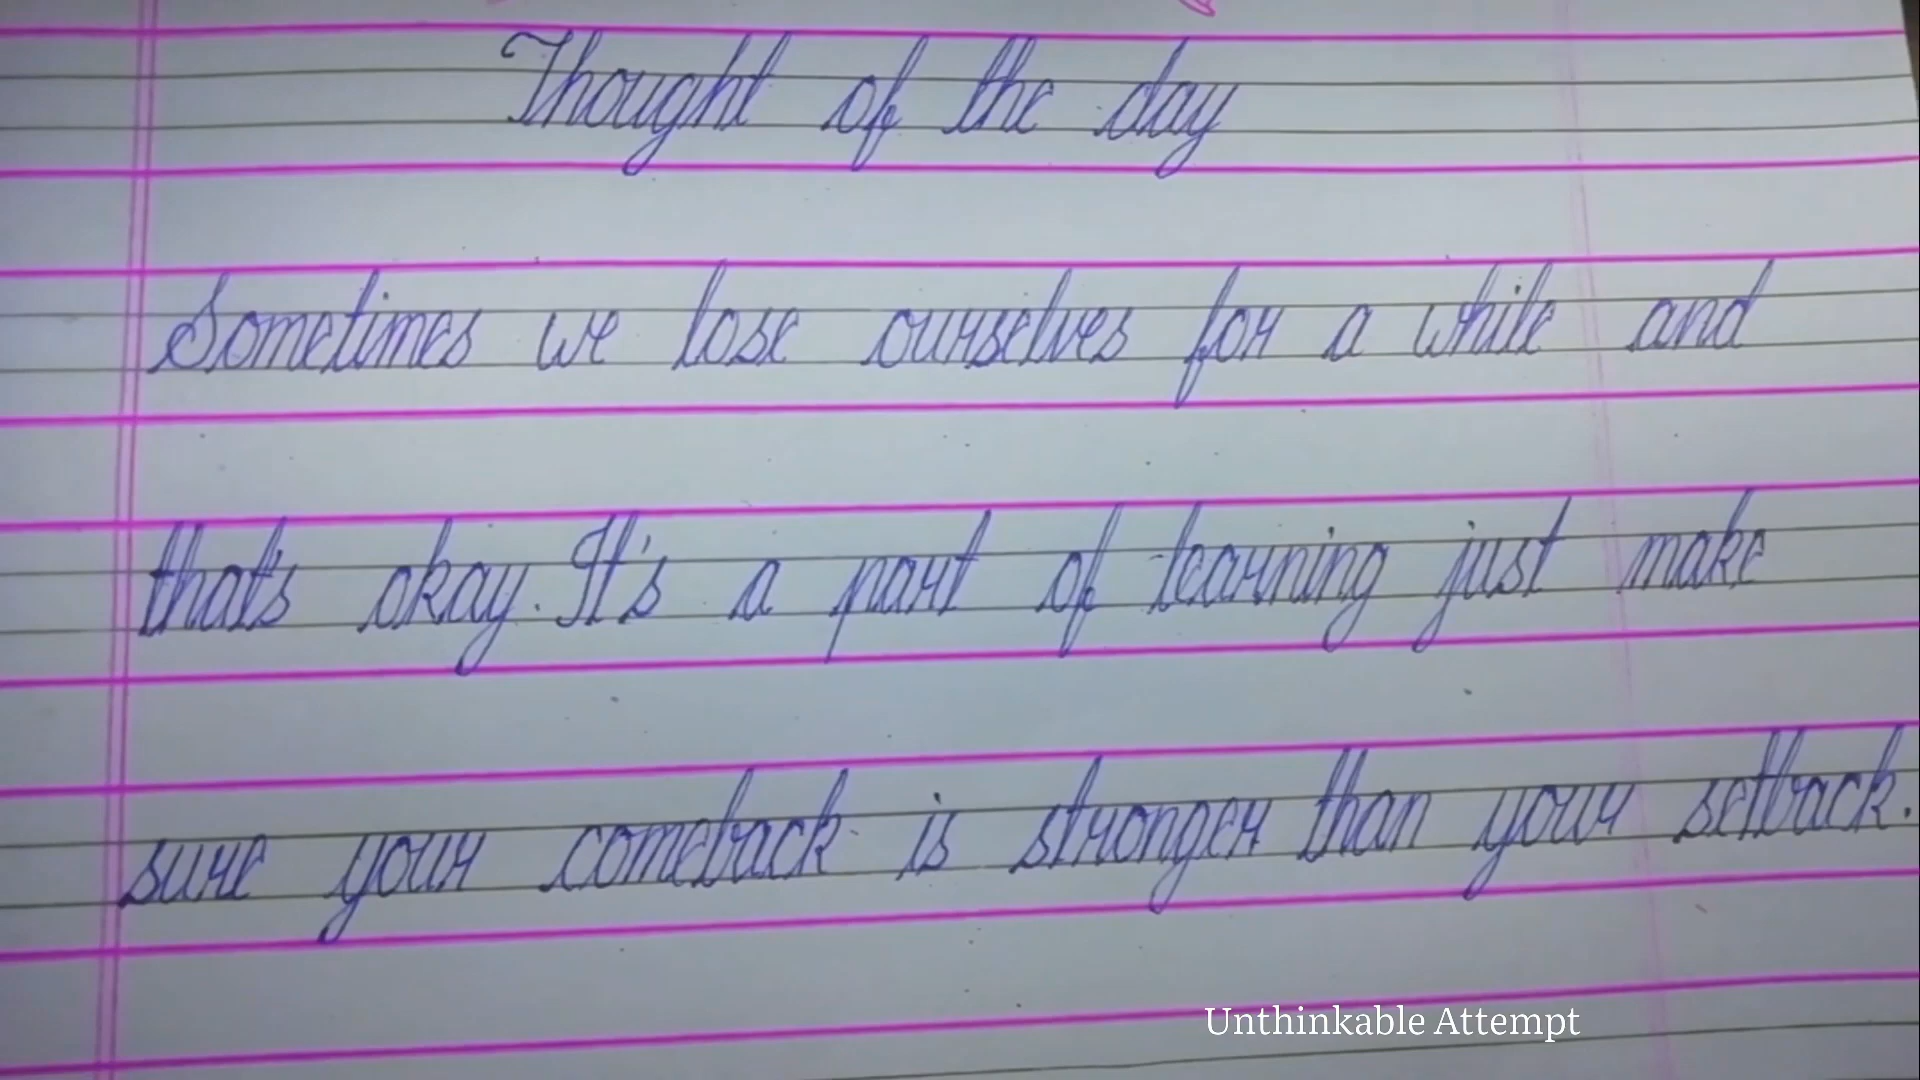 Thought of the day
Sometimes we lose ourselves for a while and
that's okay. It's a part of learning just make
sure your comeback is stronger than your setback.
Unthinkable Attempt